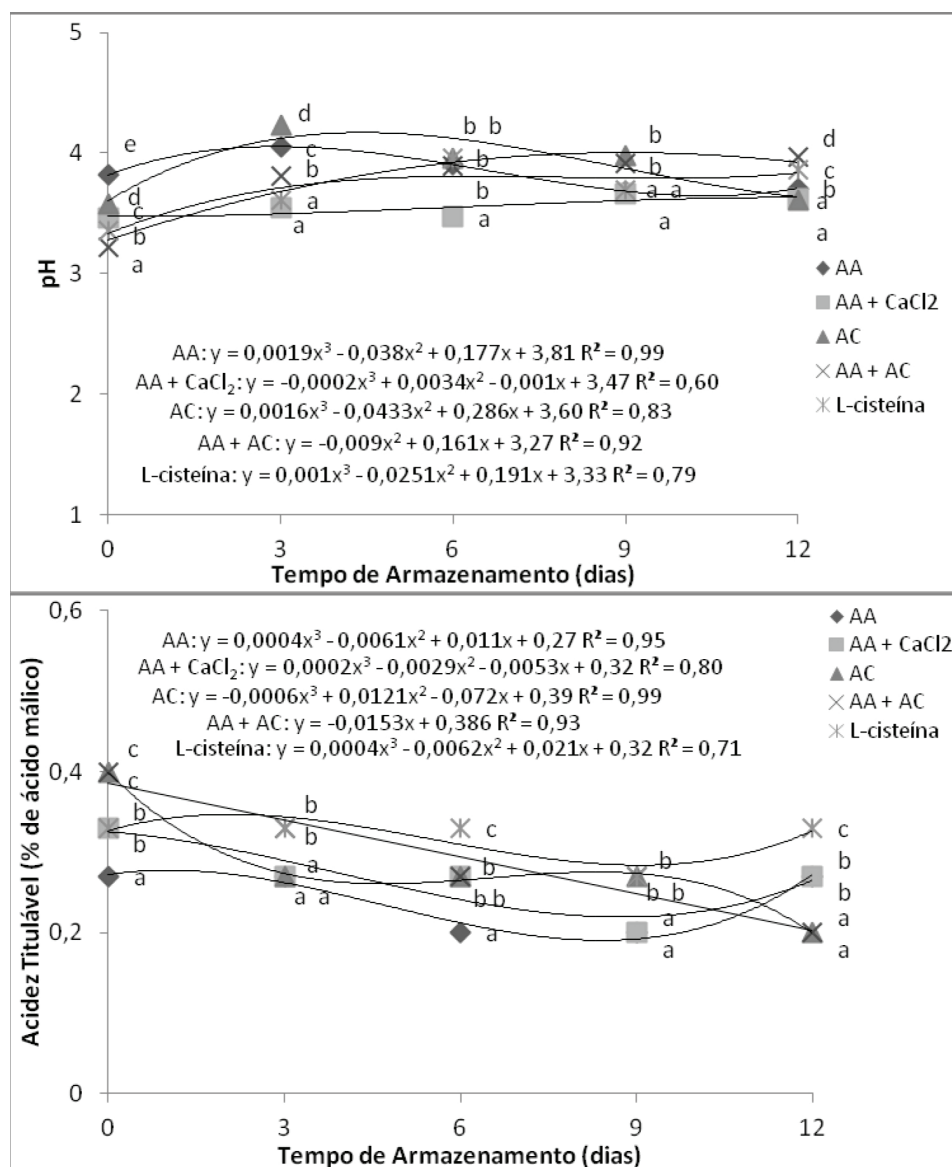 5
4
3
2
1
pH
e
d
c
b
a
d
c
b
a
a
b b
b
b
a
b
b
a a
a
d
c
b
a
a
AA
AA + CaCl2
AC
AA + AC
L-cisteína
AA: y = 0,0019x³ - 0,038x² + 0,177x + 3,81 R² = 0,99
AA + CaCl₂: y = -0,0002x³ + 0,0034x² - 0,001x + 3,47 R² = 0,60
AC: y = 0,0016x³ - 0,0433x² + 0,286x + 3,60 R² = 0,83
AA + AC: y = -0,009x² + 0,161x + 3,27 R² = 0,92
L-cisteína: y = 0,001x³ - 0,0251x² + 0,191x + 3,33 R² = 0,79
0 3 6 9 12
Tempo de Armazenamento (dias)
0,6
0,4
0,2
0
Acidez Titulável (% de ácido málico)
AA: y = 0,0004x³ - 0,0061x² + 0,011x + 0,27 R² = 0,95
AA + CaCl₂: y = 0,0002x³ - 0,0029x² - 0,0053x + 0,32 R² = 0,80
AC: y = -0,0006x³ + 0,0121x² - 0,072x + 0,39 R² = 0,99
AA + AC: y = -0,0153x + 0,386 R² = 0,93
L-cisteína: y = 0,0004x³ - 0,0062x² + 0,021x + 0,32 R² = 0,71
AA
AA + CaCl2
AC
AA + AC
L-cisteína
c
c
b
b
a
b
b
a
a a
c
b
b b
a
b
b b
a
a
c
b
b
a
a
0 3 6 9 12
Tempo de Armazenamento (dias)